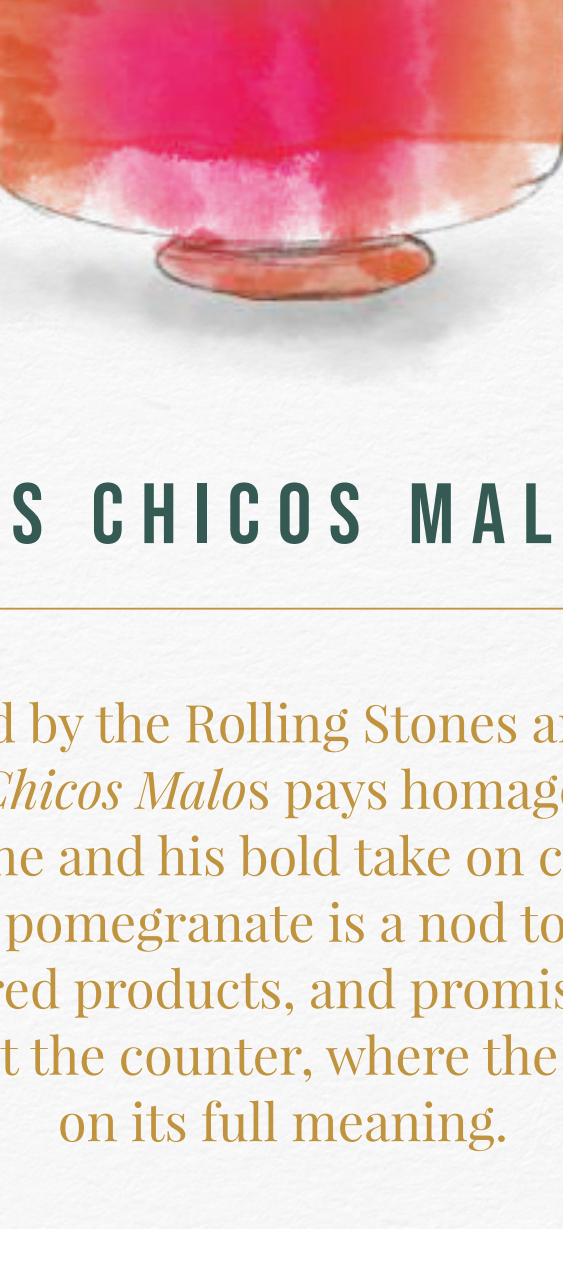 S CHICOS MAL
d by the Rolling Stones a
Chicos Malos pays homag
ne and his bold take on c
pomegranate is a nod to
red products, and promis
t the counter, where the
on its full meaning.